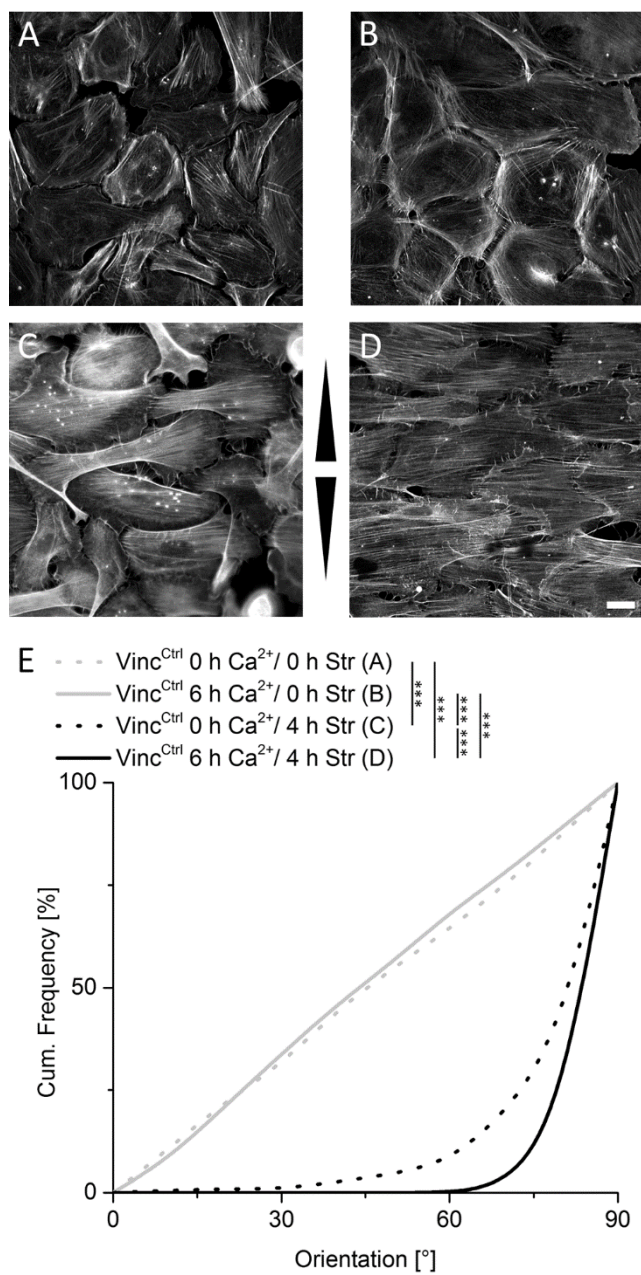 A
B
C
D
E
Vinc^Ctrl 0 h Ca²⁺/ 0 h Str (A)
Vinc^Ctrl 6 h Ca²⁺/ 0 h Str (B)
Vinc^Ctrl 0 h Ca²⁺/ 4 h Str (C)
Vinc^Ctrl 6 h Ca²⁺/ 4 h Str (D)
***
***
***
***
***
100
50
0
Cum. Frequency [%]
0
30
60
90
Orientation [°]